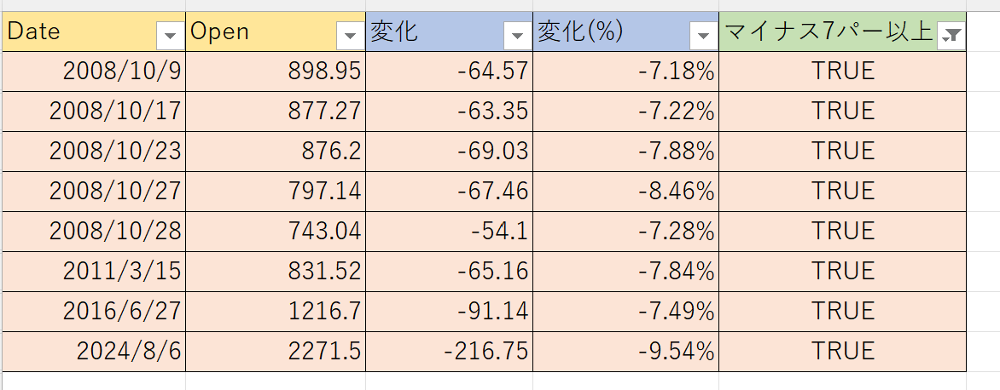 Date Open 変化 変化(%) マイナス7パー以上
2008/10/9 898.95 -64.57 -7.18% TRUE
2008/10/17 877.27 -63.35 -7.22% TRUE
2008/10/23 876.2 -69.03 -7.88% TRUE
2008/10/27 797.14 -67.46 -8.46% TRUE
2008/10/28 743.04 -54.1 -7.28% TRUE
2011/3/15 831.52 -65.16 -7.84% TRUE
2016/6/27 1216.7 -91.14 -7.49% TRUE
2024/8/6 2271.5 -216.75 -9.54% TRUE